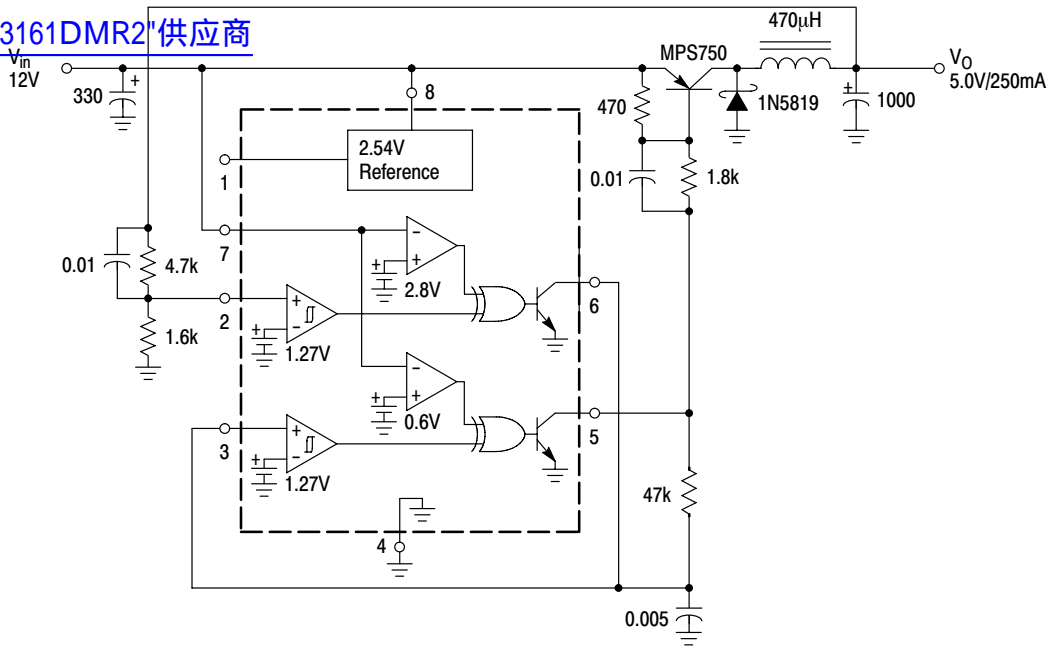 3161DMR2"供应商
470μH
MPS750
Vin
12V
VO
5.0V/250mA
330
8
470
1N5819
1000
2.54V
Reference
1
0.01
1.8k
7
0.01
4.7k
2.8V
6
2
1.27V
1.6k
0.6V
5
3
1.27V
47k
4
0.005